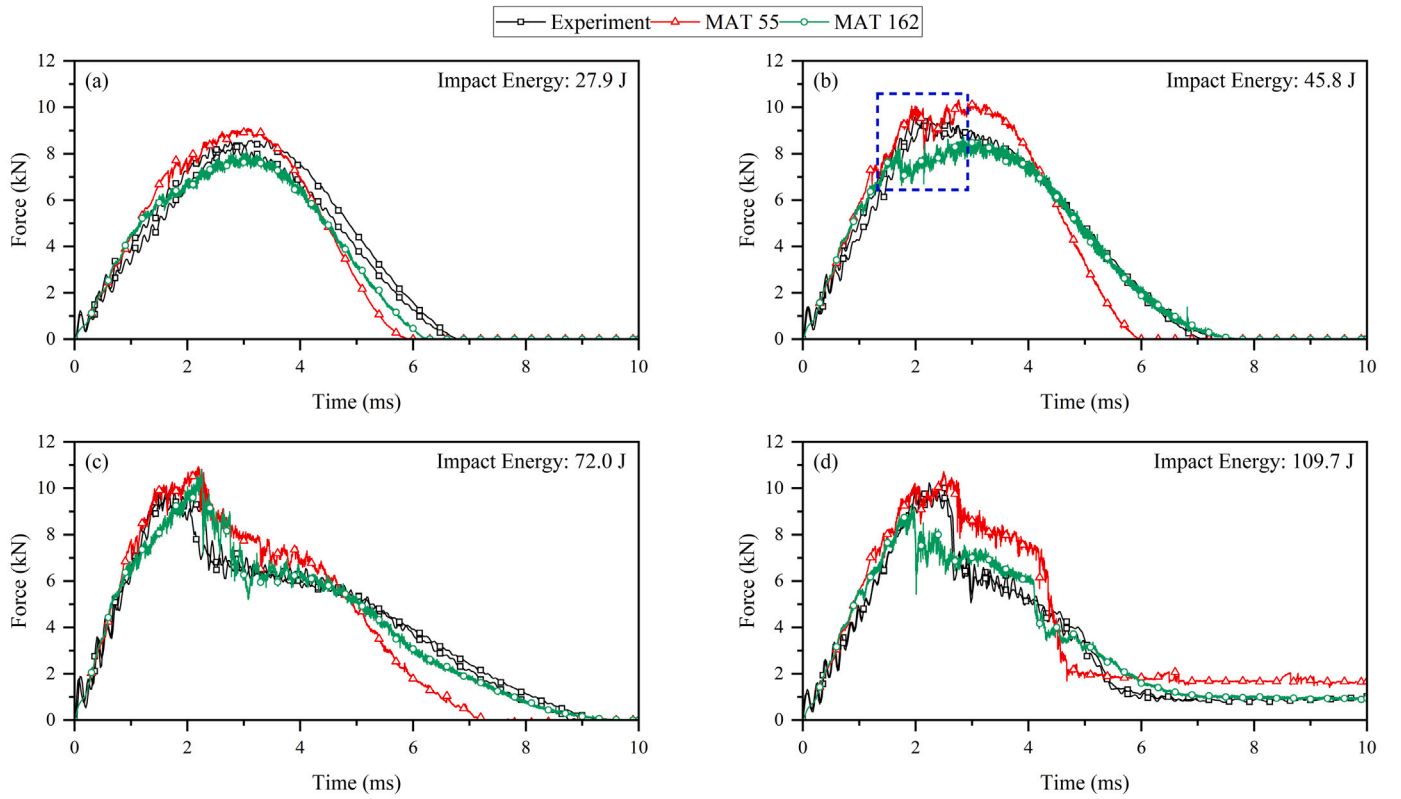 Experiment MAT 55 MAT 162
(a) Impact Energy: 27.9 J
12
10
8
6
4
2
0
Force (kN)
0 2 4 6 8 10
Time (ms)
(b) Impact Energy: 45.8 J
12
10
8
6
4
2
0
Force (kN)
0 2 4 6 8 10
Time (ms)
(c) Impact Energy: 72.0 J
12
10
8
6
4
2
0
Force (kN)
0 2 4 6 8 10
Time (ms)
(d) Impact Energy: 109.7 J
12
10
8
6
4
2
0
Force (kN)
0 2 4 6 8 10
Time (ms)